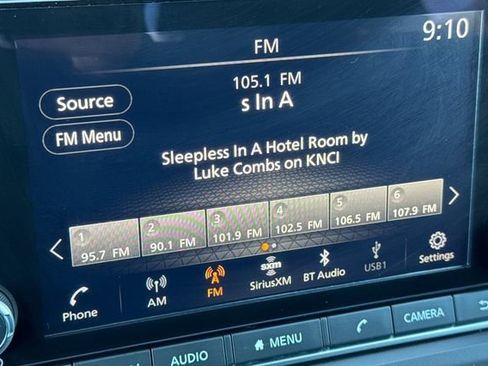 FM
9:10
105.1 FM
s In A
Source
FM Menu
Sleepless In A Hotel Room by
Luke Combs on KNCI
1 2 3 4 5 6
95.7 FM 90.1 FM 101.9 FM 102.5 FM 106.5 FM 107.9 FM
Phone AM FM sxm SiriusXM BT Audio USB1 Settings
AUDIO MENU CAMERA